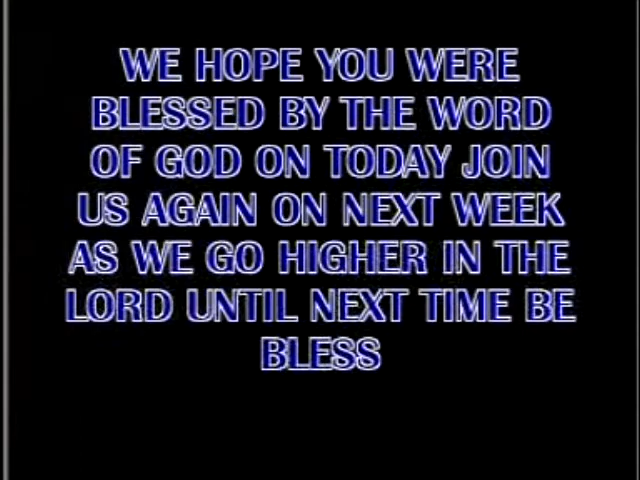 WE HOPE YOU WERE
BLESSED BY THE WORD
OF GOD ON TODAY JOIN
US AGAIN ON NEXT WEEK
AS WE GO HIGHER IN THE
LORD UNTIL NEXT TIME BE
BLESS